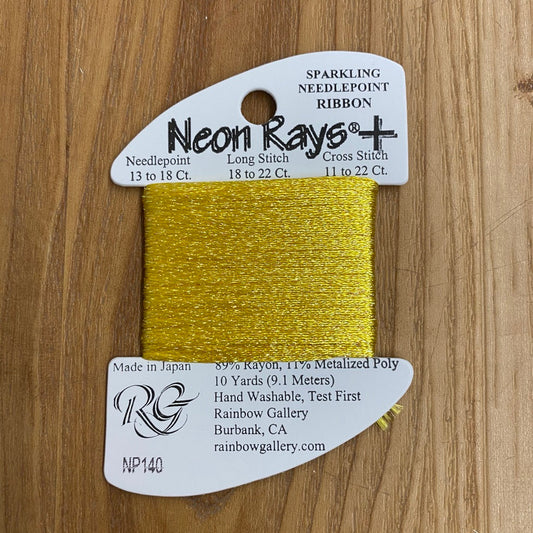 SPARKLING
NEEDLEPOINT
RIBBON
Neon Rays®+
Needlepoint Long Stitch Cross Stitch
13 to 18 Ct. 18 to 22 Ct. 11 to 22 Ct.
Made in Japan 89% Rayon, 11% Metalized Poly
10 Yards (9.1 Meters)
RG Hand Washable, Test First
Rainbow Gallery
Burbank, CA
NP140 rainbowgallery.com